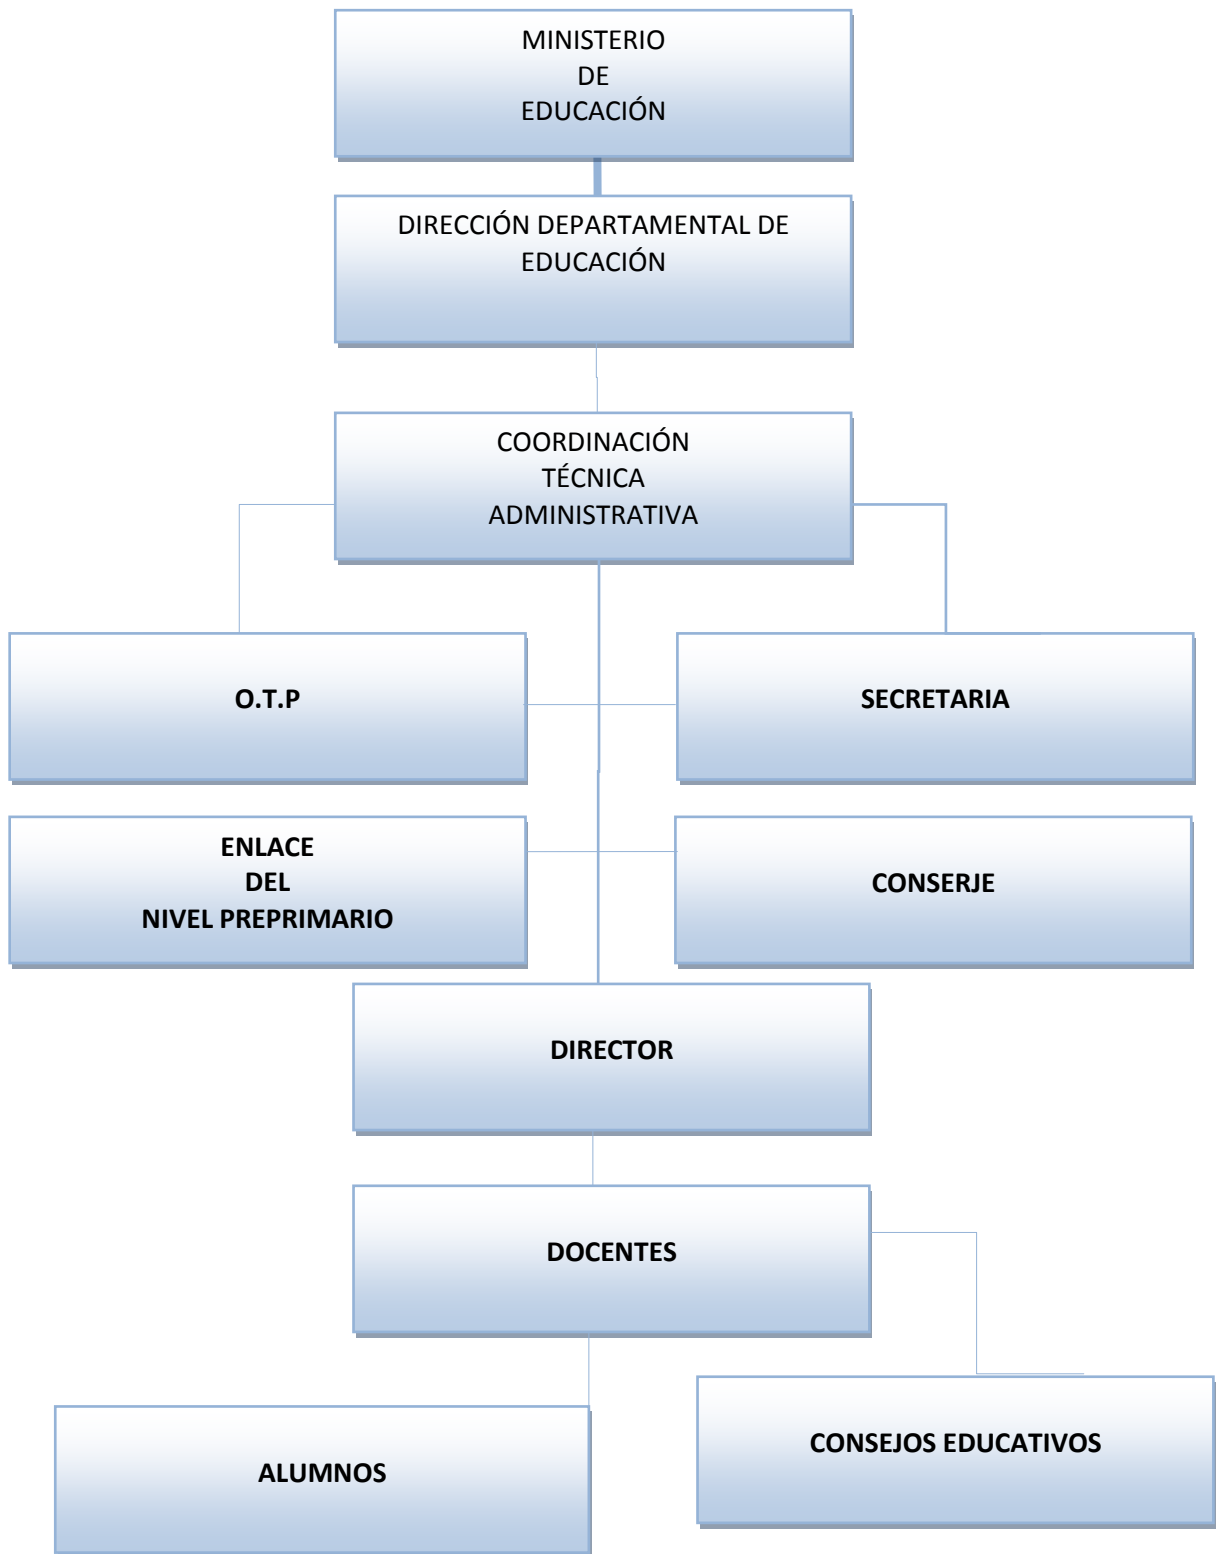 MINISTERIO
DE
EDUCACIÓN
DIRECCIÓN DEPARTAMENTAL DE
EDUCACIÓN
COORDINACIÓN
TÉCNICA
ADMINISTRATIVA
O.T.P
SECRETARIA
ENLACE
DEL
NIVEL PREPRIMARIO
CONSERJE
DIRECTOR
DOCENTES
CONSEJOS EDUCATIVOS
ALUMNOS